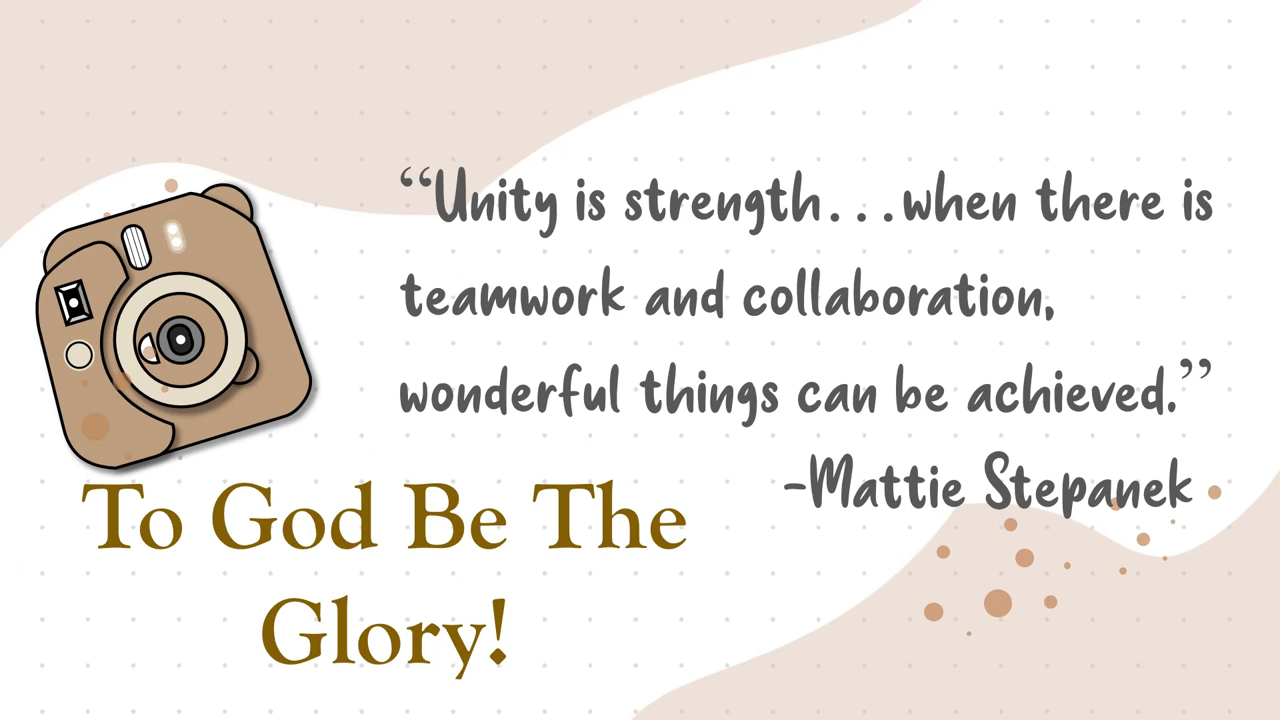 “Unity is strength...when there is
teamwork and collaboration,
wonderful things can be achieved.”
-Mattie Stepanek
To God Be The
Glory!